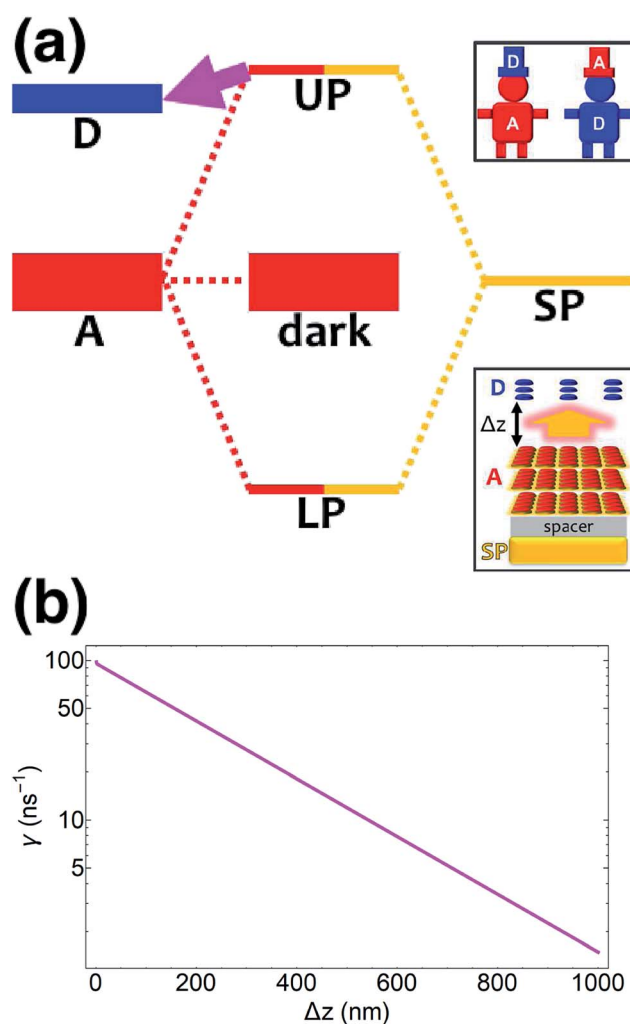 (a)
D
UP
D
A
A
D
A
dark
SP
D
Δz
A
spacer
SP
LP
(b)
100
50
10
5
γ (ns⁻¹)
0 200 400 600 800 1000
Δz (nm)